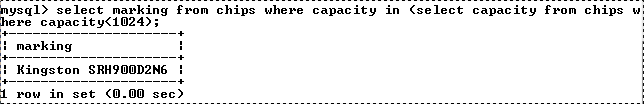 mysql> select marking from chips where capacity in (select capacity from chips w
here capacity<1024);
+----------------------+
| marking              |
+----------------------+
| Kingston SRH900D2N6 |
+----------------------+
1 row in set (0.00 sec)